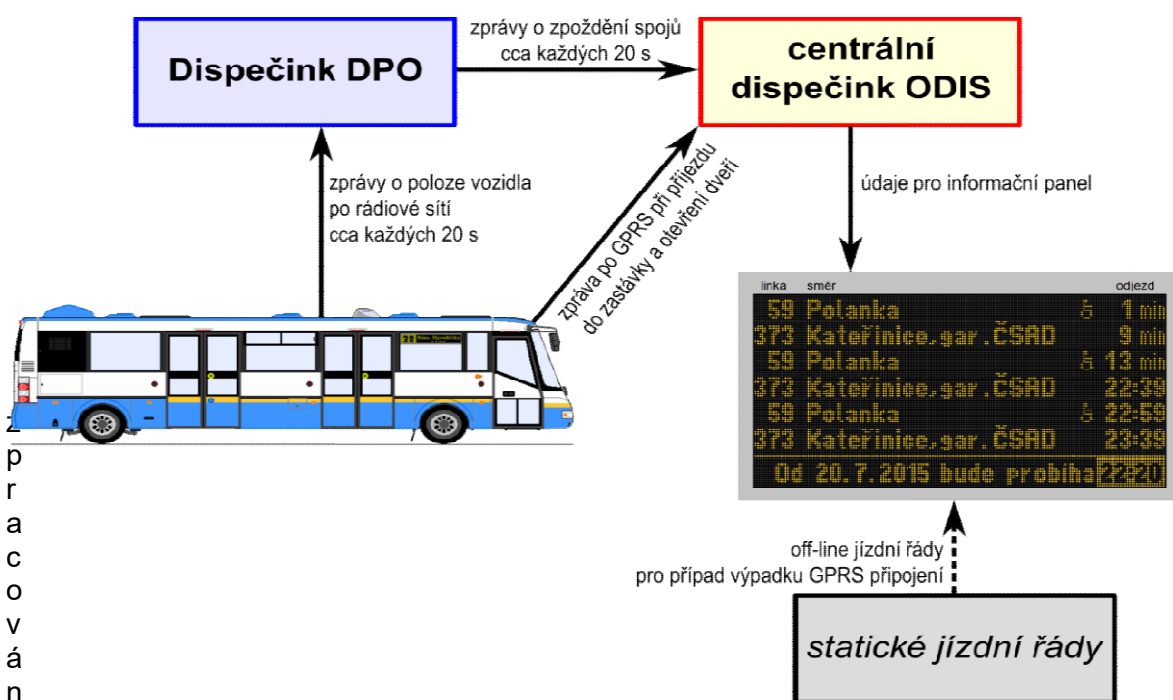 zprávy o zpoždění spojů
cca každých 20 s
Dispečink DPO
centrální
dispečink ODIS
zprávy o poloze vozidla
po rádiové sítí
cca každých 20 s
zpráva po GPRS při příjezdu
do zastávky a otevření dveří
údaje pro informační panel
linka směr odjezd
59 Polanka 1 min
373 Kateřinice,gar.ČSAD 9 min
59 Polanka 13 min
373 Kateřinice,gar.ČSAD 22:39
59 Polanka 22:59
373 Kateřinice,gar.ČSAD 23:39
Od 20.7.2015 bude probíha 22:20
off-line jízdní řády
pro případ výpadku GPRS připojení
statické jízdní řády
z
p
r
a
c
o
v
á
n